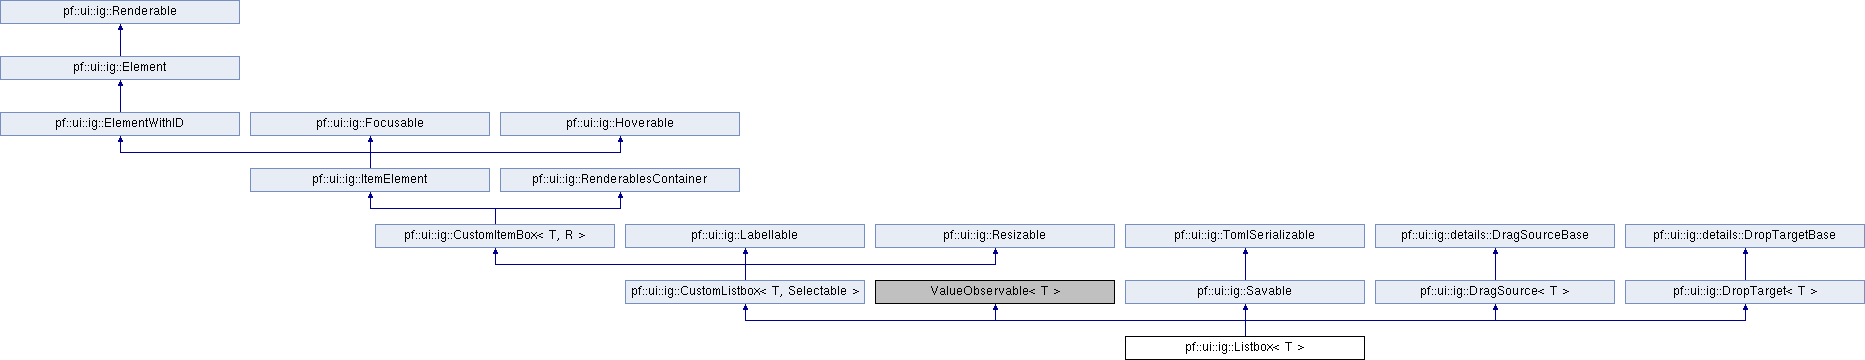 pf::ui::ig::Renderable
pf::ui::ig::Element
pf::ui::ig::ElementWithID
pf::ui::ig::Focusable
pf::ui::ig::Hoverable
pf::ui::ig::ItemElement
pf::ui::ig::RenderablesContainer
pf::ui::ig::CustomItemBox< T, R >
pf::ui::ig::Labellable
pf::ui::ig::Resizable
pf::ui::ig::TomlSerializable
pf::ui::ig::details::DragSourceBase
pf::ui::ig::details::DropTargetBase
pf::ui::ig::CustomListbox< T, Selectable >
ValueObservable< T >
pf::ui::ig::Savable
pf::ui::ig::DragSource< T >
pf::ui::ig::DropTarget< T >
pf::ui::ig::Listbox< T >